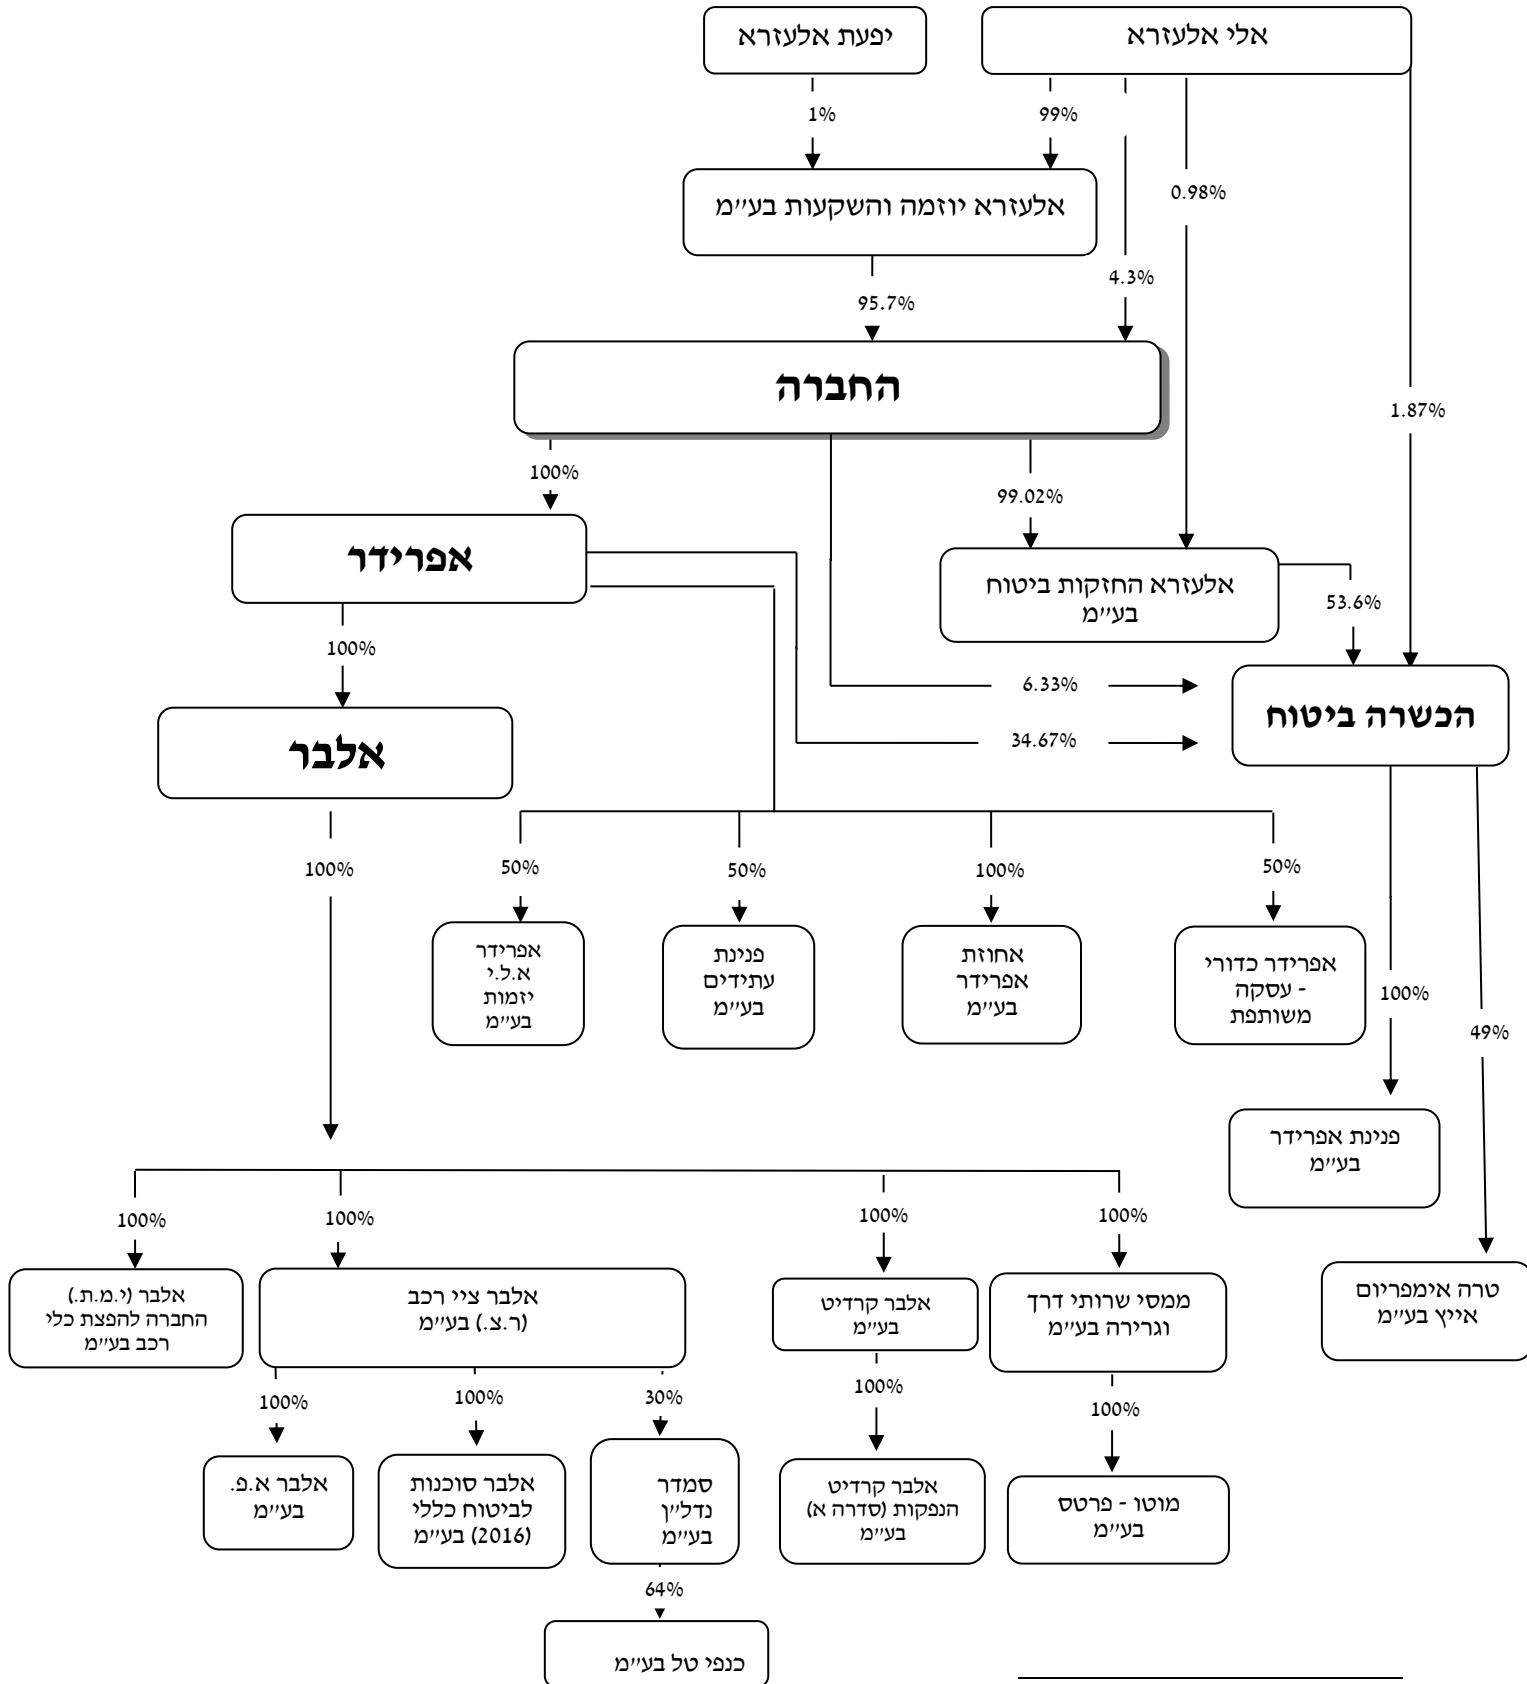 אלי אלעזרא
יפעת אלעזרא
99%
1%
0.98%
אלעזרא יוזמה והשקעות בע״מ
4.3%
95.7%
החברה
1.87%
100%
99.02%
אפרידר
אלעזרא החזקות ביטוח
בע״מ
53.6%
100%
6.33%
הכשרה ביטוח
34.67%
אלבר
100%
50%
100%
50%
50%
אפרידר כדורי
- עסקה
משותפת
אחוזת
אפרידר
בע״מ
פנינת
עתידים
בע״מ
אפרידר
א.ל.י
יזמות
בע״מ
100%
49%
פנינת אפרידר
בע״מ
100%
100%
100%
100%
טרה אימפריום
אייץ בע״מ
ממסי שרותי דרך
וגרירה בע״מ
אלבר קרדיט
בע״מ
אלבר ציי רכב
(ר.צ.) בע״מ
אלבר (י.מ.ת.)
החברה להפצת כלי
רכב בע״מ
100%
100%
30%
100%
100%
מוטו - פרטס
בע״מ
אלבר קרדיט
הנפקות (סדרה א)
בע״מ
סמדר
נדל״ן
בע״מ
אלבר סוכנות
לביטוח כללי
(2016) בע״מ
אלבר א.פ.
בע״מ
64%
כנפי טל בע״מ